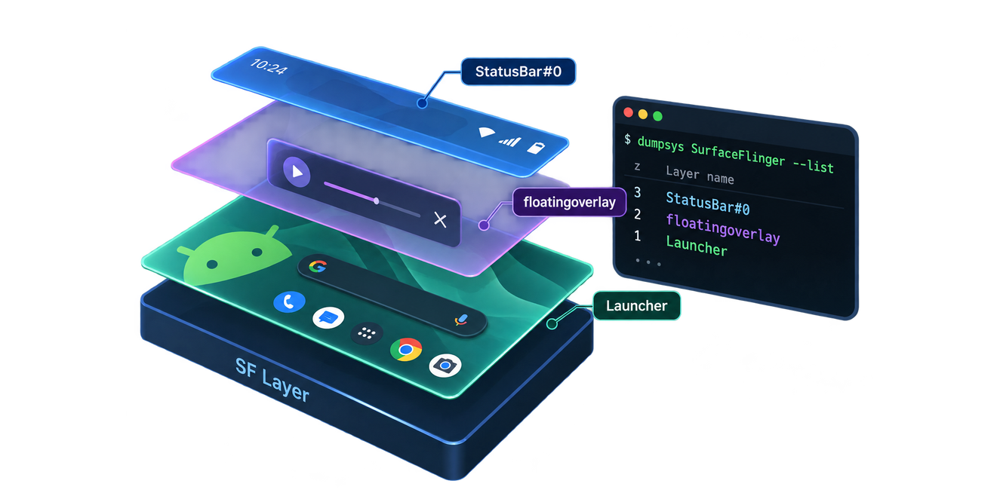 10:24
StatusBar#0
floatingoverlay
Launcher
SF Layer
$ dumpsys SurfaceFlinger --list
z Layer name
3 StatusBar#0
2 floatingoverlay
1 Launcher
...